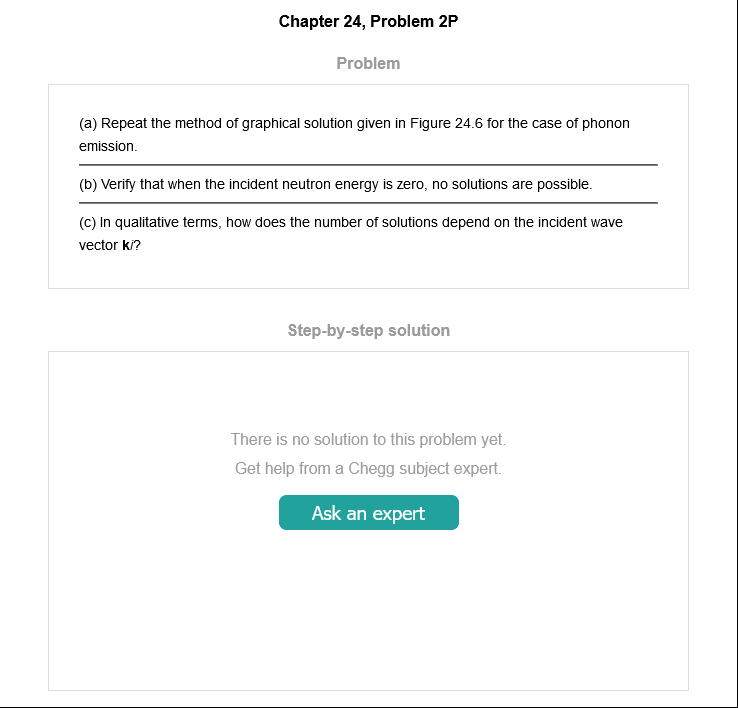 Chapter 24, Problem 2P
Problem
(a) Repeat the method of graphical solution given in Figure 24.6 for the case of phonon
emission.
(b) Verify that when the incident neutron energy is zero, no solutions are possible.
(c) In qualitative terms, how does the number of solutions depend on the incident wave
vector ki?
Step-by-step solution
There is no solution to this problem yet.
Get help from a Chegg subject expert.
Ask an expert